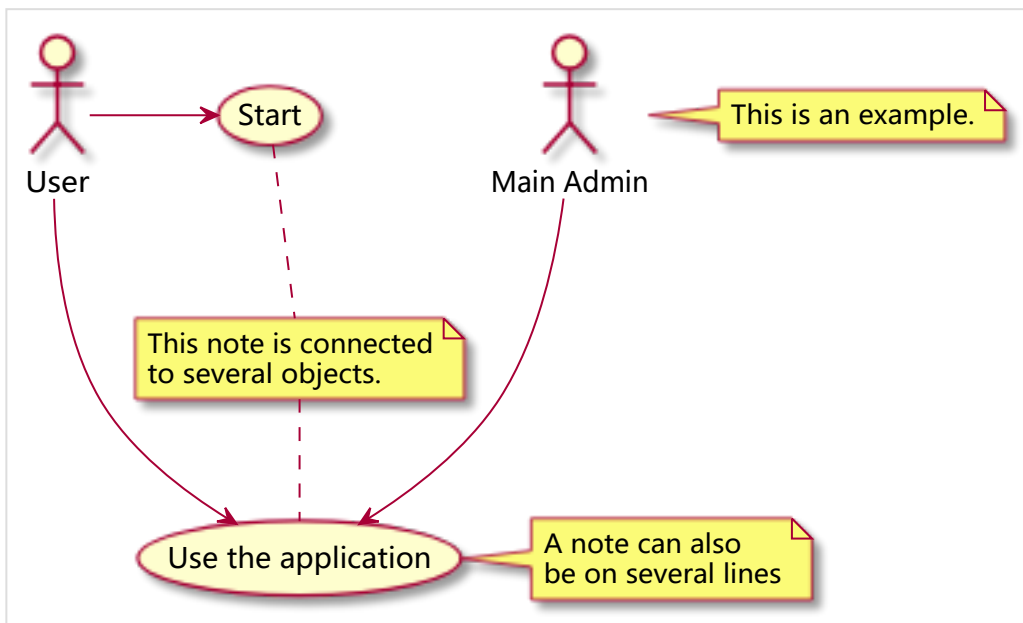 Start
This is an example.
User
Main Admin
This note is connected
to several objects.
Use the application
A note can also
be on several lines